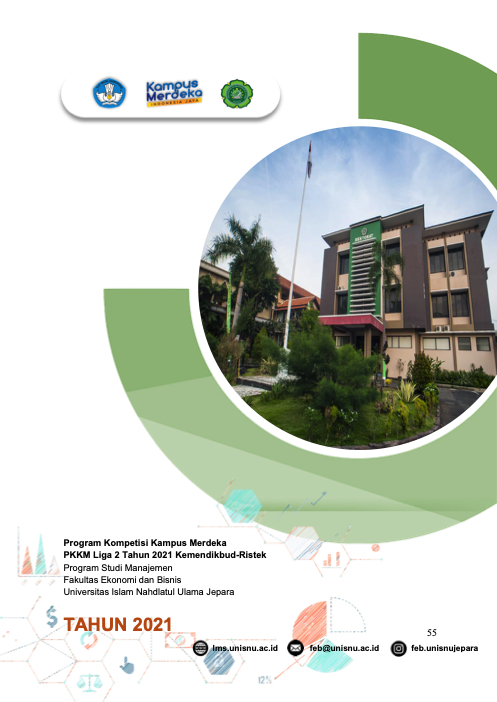 Kampus
Merdeka
INDONESIA JAYA
Program Kompetisi Kampus Merdeka
PKKM Liga 2 Tahun 2021 Kemendikbud-Ristek
Program Studi Manajemen
Fakultas Ekonomi dan Bisnis
Universitas Islam Nahdlatul Ulama Jepara
TAHUN 2021
55
lms.unisnu.ac.id feb@unisnu.ac.id feb.unisnujepara
12%